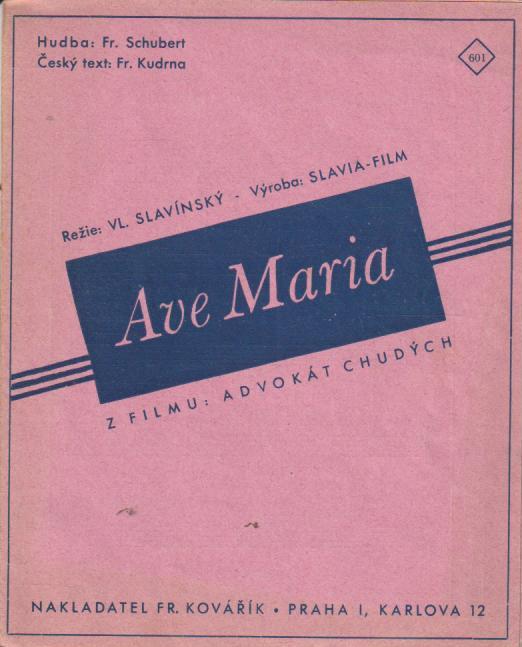 Hudba: Fr. Schubert
Český text: Fr. Kudrna
601
Režie: VL. SLAVÍNSKÝ - Výroba: SLAVIA-FILM
Ave Maria
Z FILMU: ADVOKÁT CHUDÝCH
NAKLADATEL FR. KOVÁŘÍK • PRAHA I, KARLOVA 12